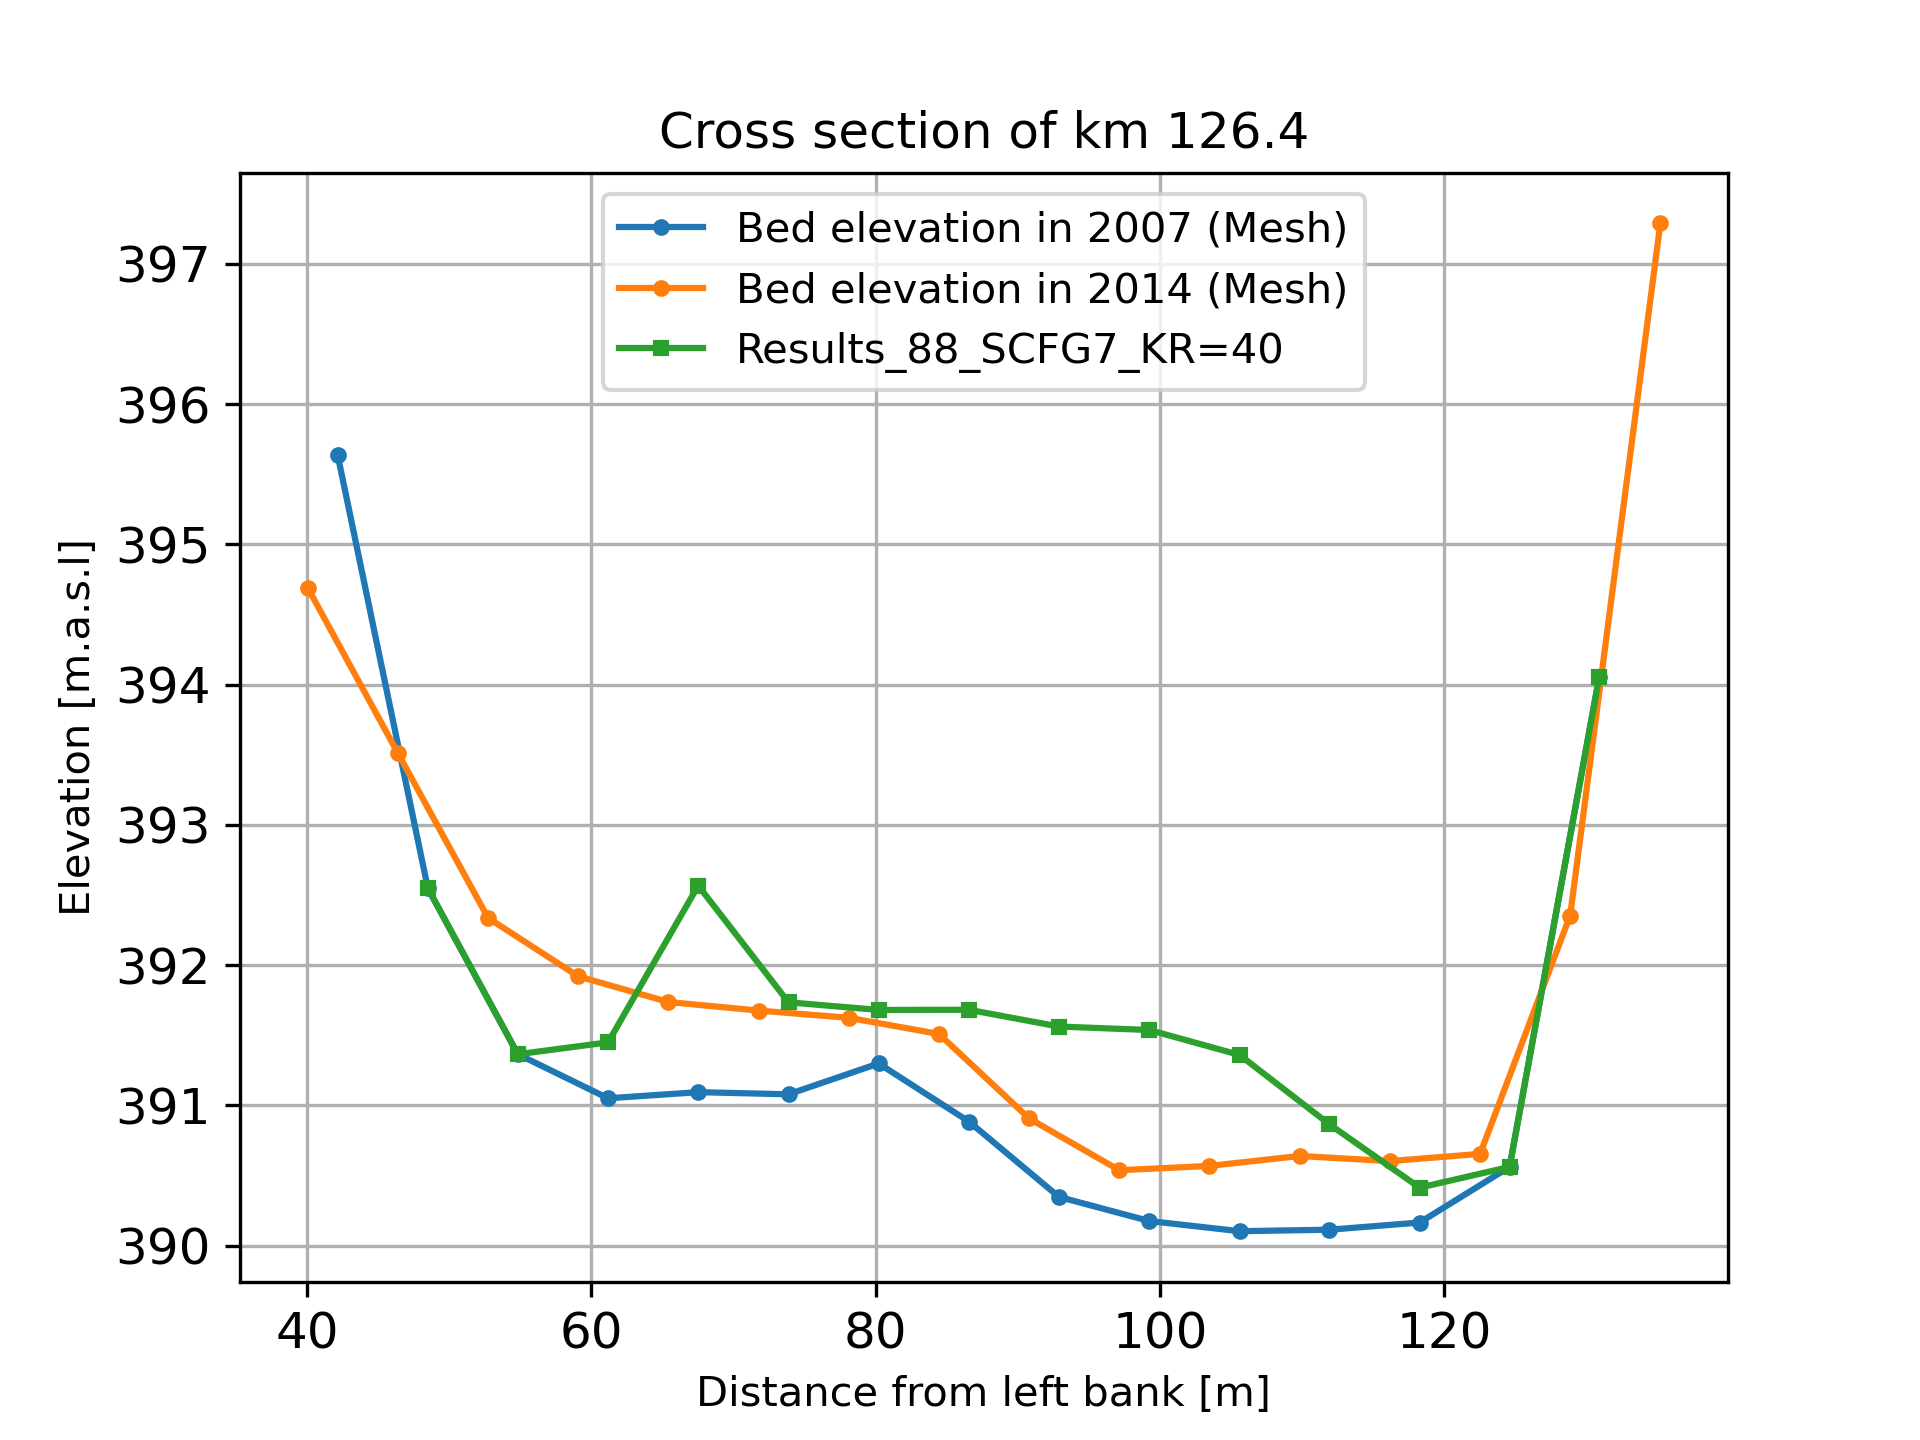 Cross section of km 126.4
Bed elevation in 2007 (Mesh)
Bed elevation in 2014 (Mesh)
Results_88_SCFG7_KR=40
397
396
395
394
393
392
391
390
Elevation [m.a.s.l]
40 60 80 100 120
Distance from left bank [m]